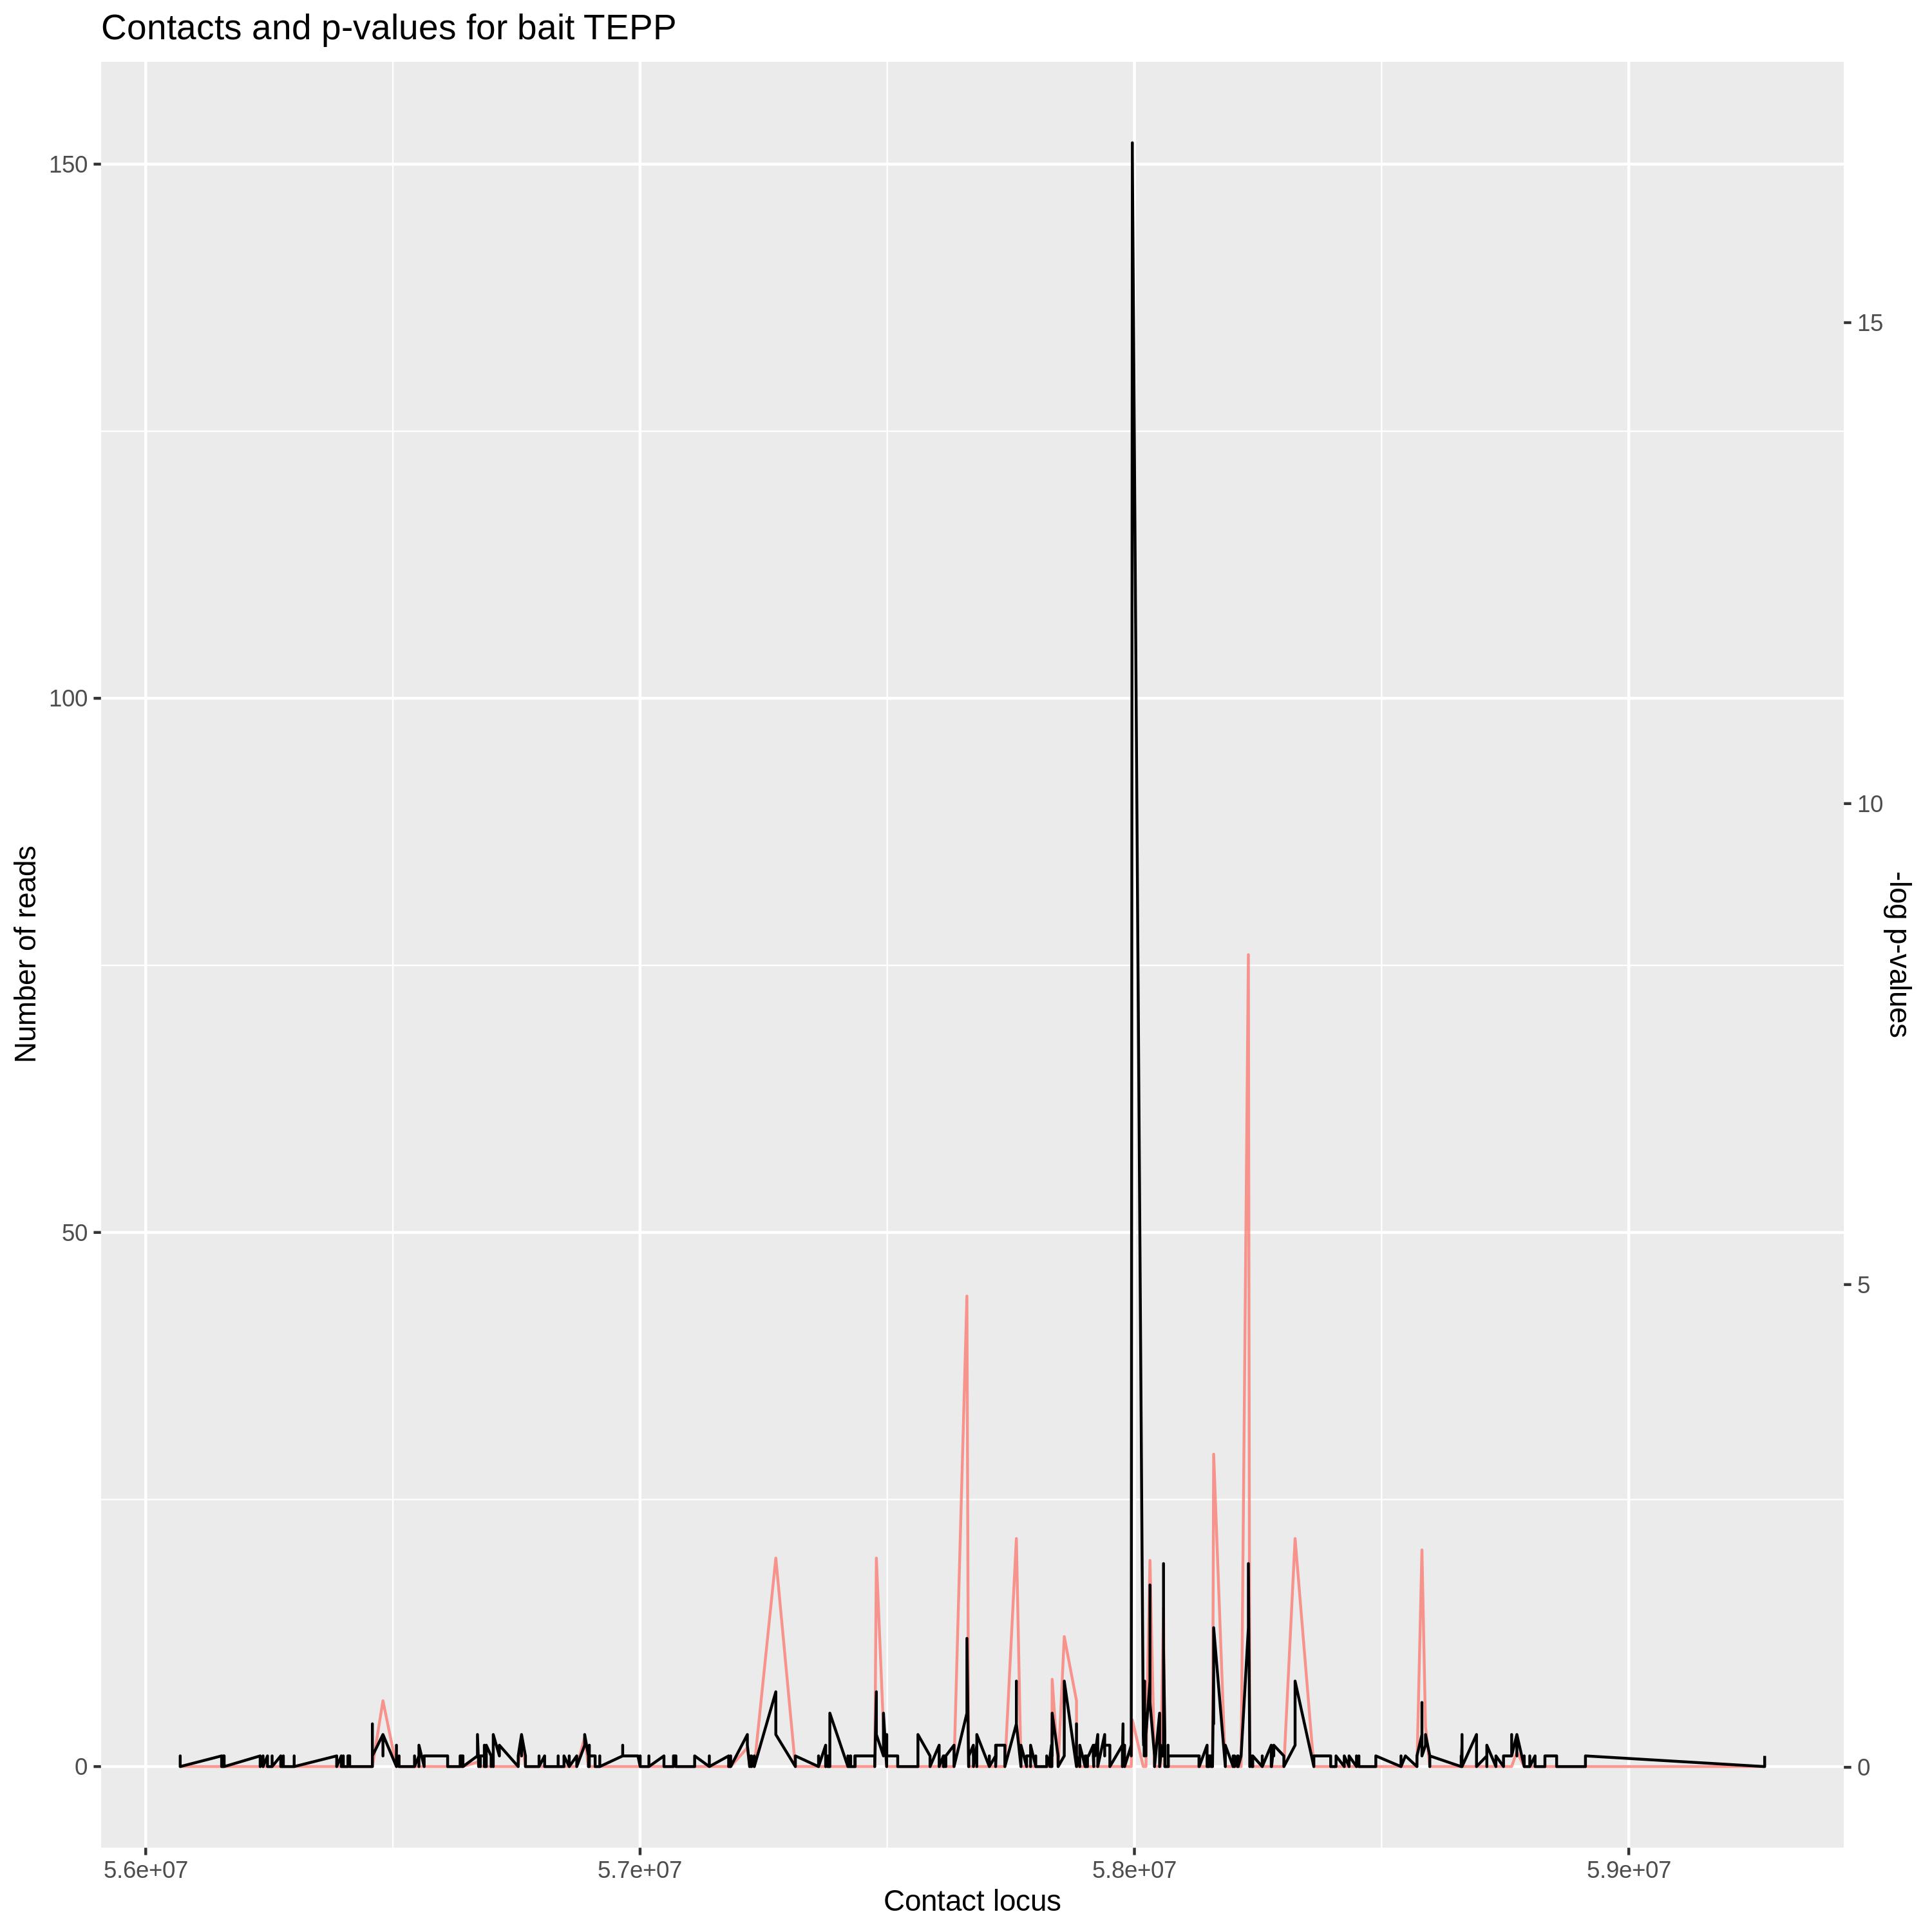 Contacts and p-values for bait TEPP
150
100
50
0
Number of reads
15
10
5
0
-log p-values
5.6e+07
5.7e+07
5.8e+07
5.9e+07
Contact locus